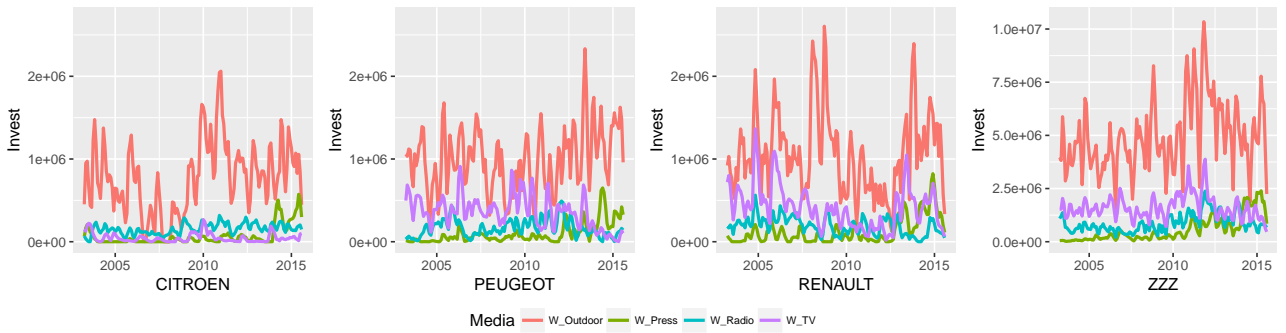 Invest
2e+06
1e+06
0e+00
2005 2010 2015
CITROEN
Invest
2e+06
1e+06
0e+00
2005 2010 2015
PEUGEOT
Invest
2e+06
1e+06
0e+00
2005 2010 2015
RENAULT
Invest
1.0e+07
7.5e+06
5.0e+06
2.5e+06
0.0e+00
2005 2010 2015
ZZZ
Media W_Outdoor W_Press W_Radio W_TV